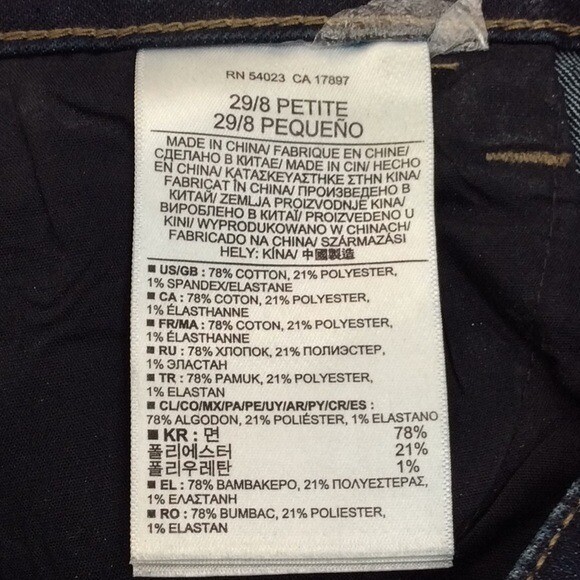 RN 54023 CA 17897
29/8 PETITE
29/8 PEQUEÑO
MADE IN CHINA/ FABRIQUE EN CHINE/
СДЕЛАНО В КИТАЕ/ MADE IN CIN/ HECHO
EN CHINA/ ΚΑΤΑΣΚΕΥΑΣΤΗΚΕ ΣΤΗΝ ΚΙΝΑ/
FABRICAT ÎN CHINA/ ПРОИЗВЕДЕНО В
КИТАЙ/ ZEMLJA PROIZVODNJE KINA/
ВИРОБЛЕНО В КИТАЇ/ PROIZVEDENO U
KINI/ WYPRODUKOWANO W CHINACH/
FABRICADO NA CHINA/ SZÁRMAZÁSI
HELY: KÍNA/ 中國製造
■ US/GB : 78% COTTON, 21% POLYESTER,
1% SPANDEX/ELASTANE
■ CA : 78% COTON, 21% POLYESTER,
1% ÉLASTHANNE
■ FR/MA : 78% COTON, 21% POLYESTER,
1% ÉLASTHANNE
■ RU : 78% ХЛОПОК, 21% ПОЛИЭСТЕР,
1% ЭЛАСТАН
■ TR : 78% PAMUK, 21% POLYESTER,
1% ELASTAN
■ CL/CO/MX/PA/PE/UY/AR/PY/CR/ES :
78% ALGODON, 21% POLIÉSTER, 1% ELASTANO
■ KR : 면 78%
폴리에스터 21%
폴리우레탄 1%
■ EL : 78% ΒΑΜΒΑΚΕΡΟ, 21% ΠΟΛΥΕΣΤΕΡΑΣ,
1% ΕΛΑΣΤΑΝΗ
■ RO : 78% BUMBAC, 21% POLIESTER,
1% ELASTAN